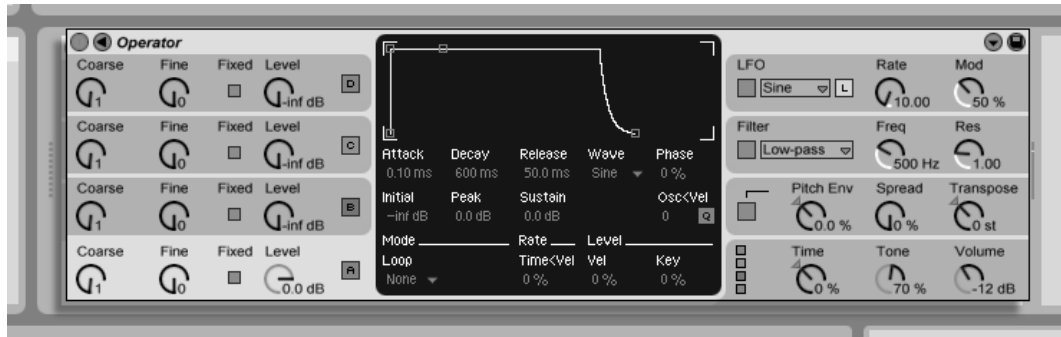 Operator
Coarse Fine Fixed Level
1 0 -inf dB D
Coarse Fine Fixed Level
1 0 -inf dB C
Coarse Fine Fixed Level
1 0 -inf dB B
Coarse Fine Fixed Level
1 0 0.0 dB A
Attack Decay Release Wave Phase
0.10 ms 600 ms 50.0 ms Sine 0 %
Initial Peak Sustain Osc<Vel
-inf dB 0.0 dB 0.0 dB 0 Q
Mode Rate Level
Loop Time<Vel Vel Key
None 0 % 0 % 0 %
LFO Rate Mod
Sine L 10.00 50 %
Filter Freq Res
Low-pass 500 Hz 1.00
Pitch Env Spread Transpose
0.0 % 0 % 0 st
Time Tone Volume
0 % 70 % -12 dB